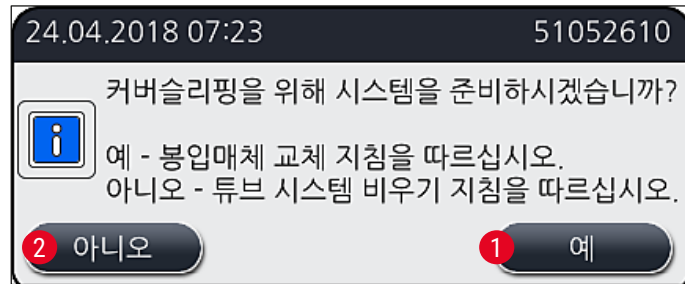 24.04.2018 07:23 51052610
커버슬리핑을 위해 시스템을 준비하시겠습니까?
예 - 봉입매체 교체 지침을 따르십시오.
아니오 - 튜브 시스템 비우기 지침을 따르십시오.
2 아니오 1 예